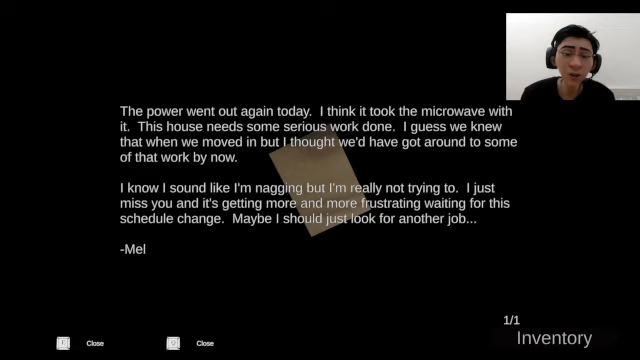 The power went out again today.  I think it took the microwave with
it.  This house needs some serious work done.  I guess we knew
that when we moved in but I thought we'd have got around to some
of that work by now.
I know I sound like I'm nagging but I'm really not trying to.  I just
miss you and it's getting more and more frustrating waiting for this
schedule change.  Maybe I should just look for another job...
-Mel
1/1
Inventory
Close
Close